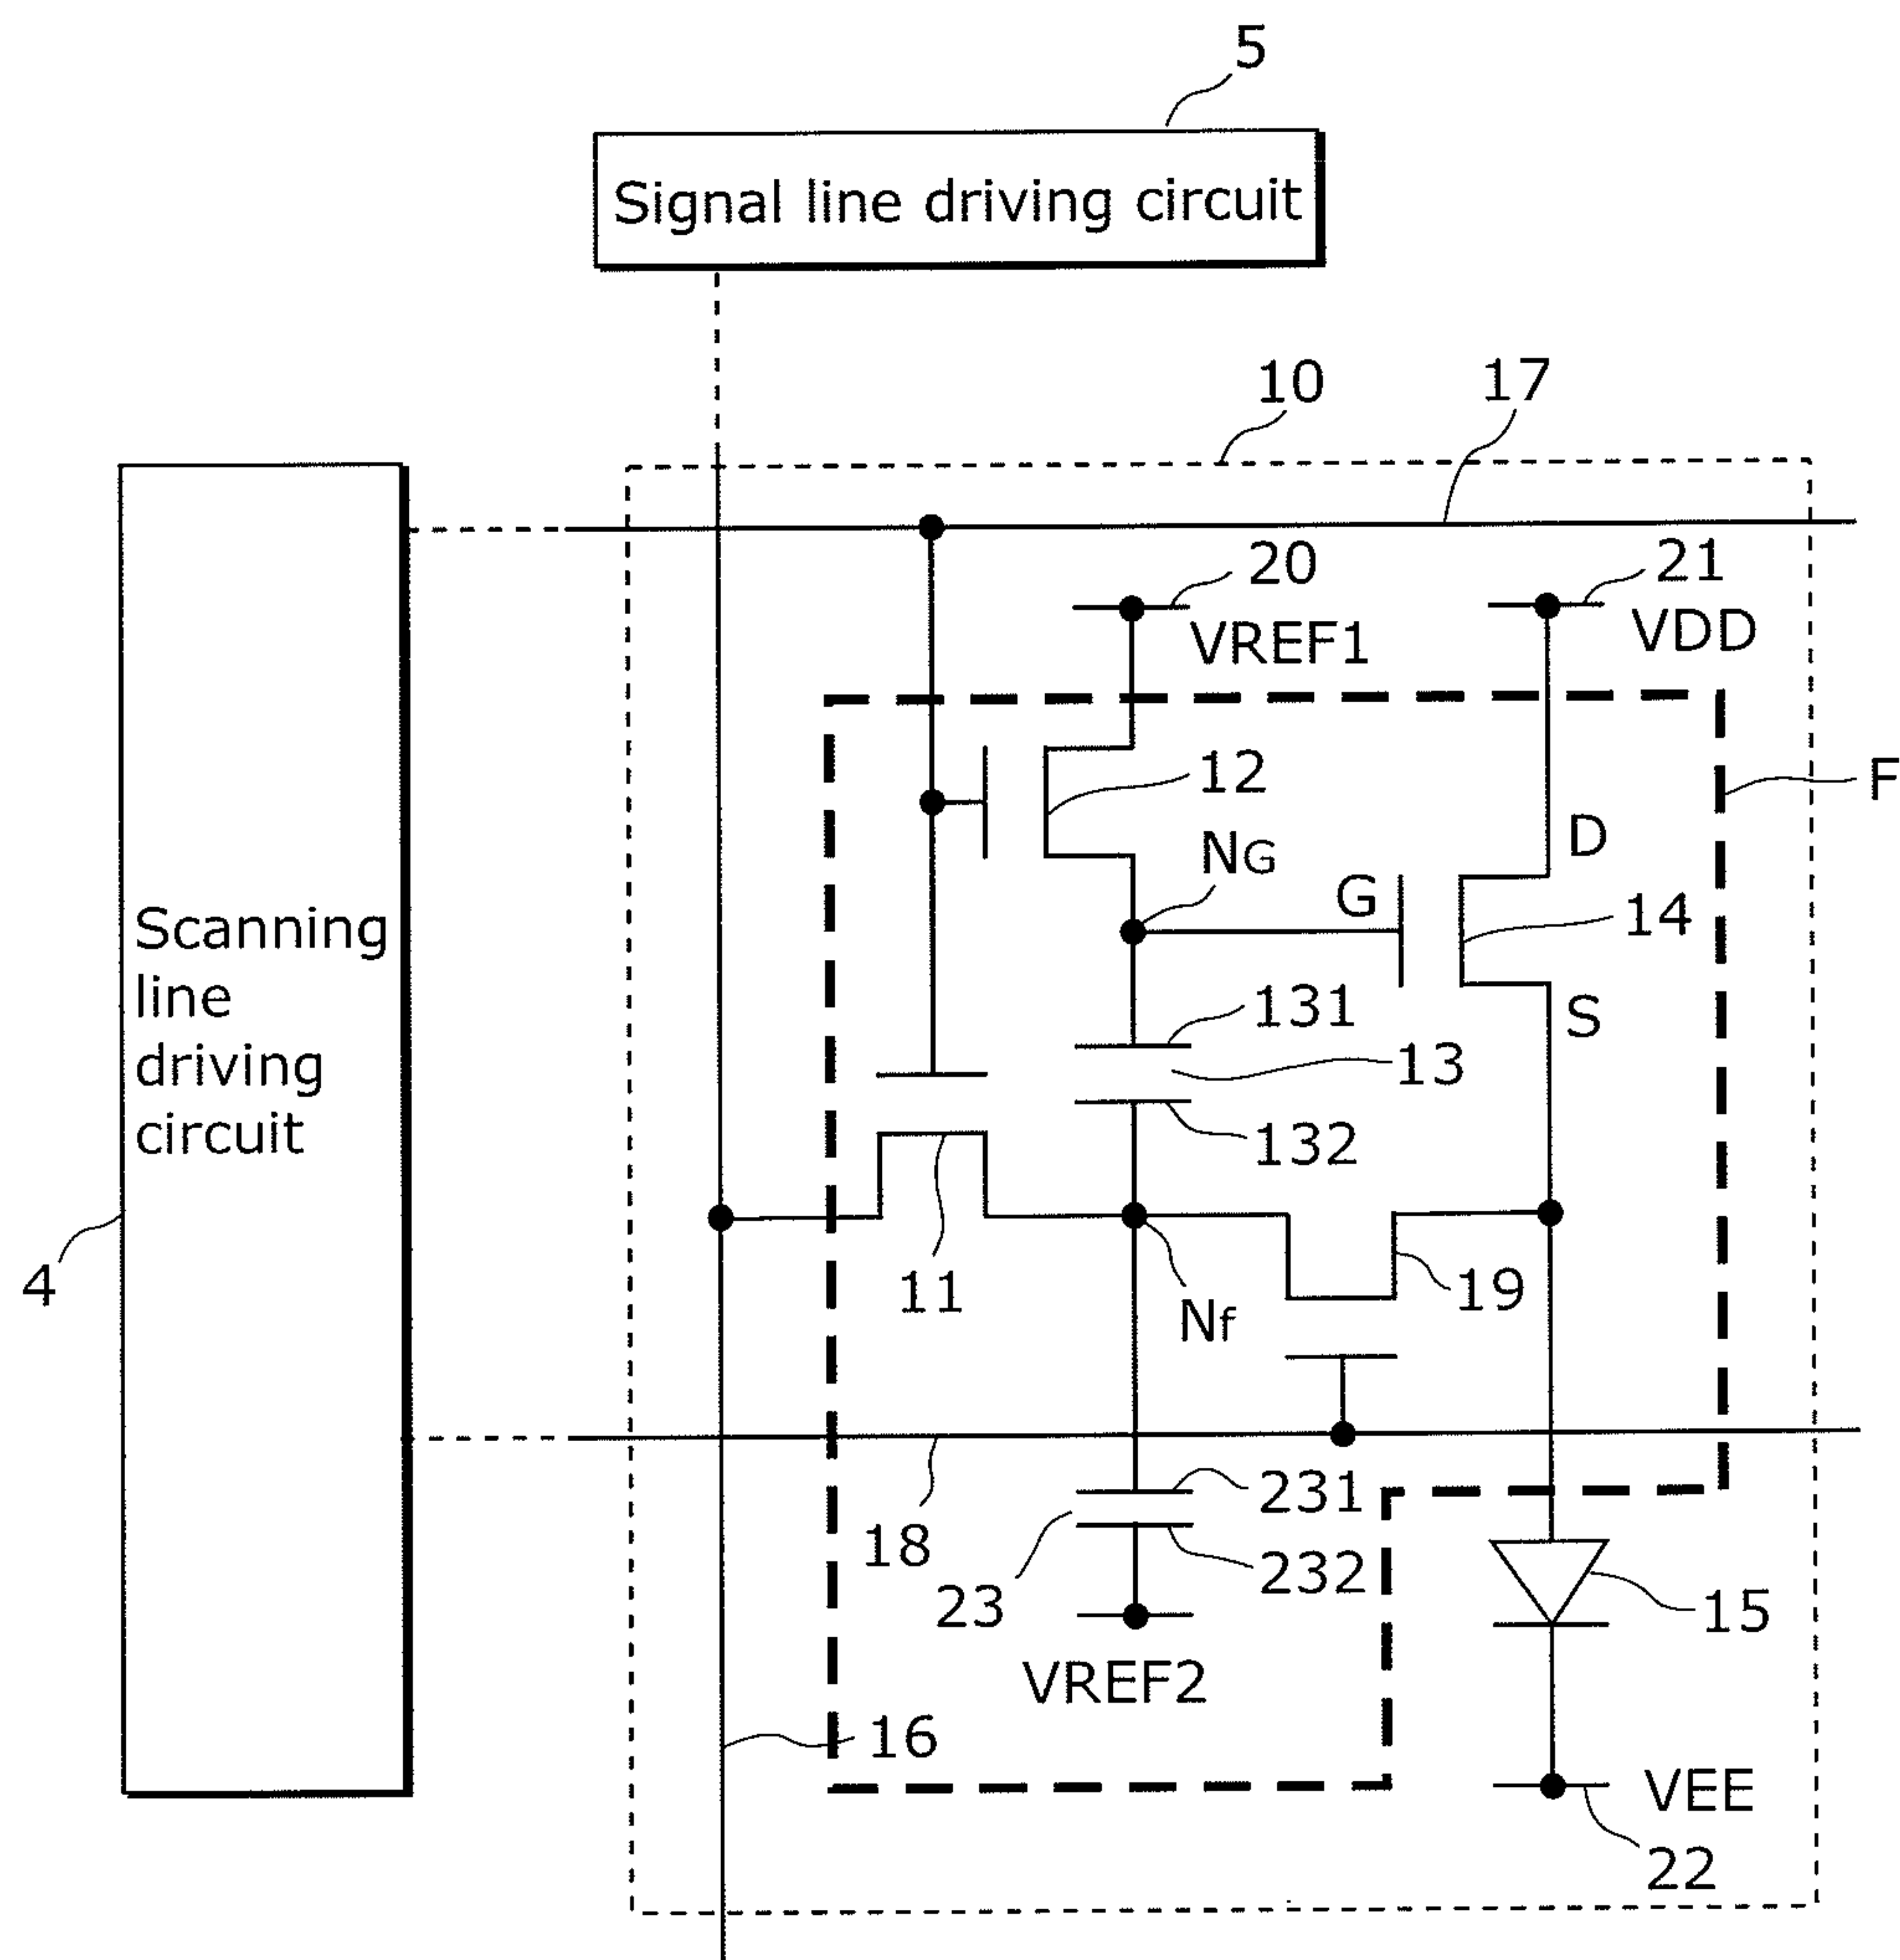 5
Signal line driving circuit
10
17
20
21
VREF1
VDD
12
F
NG
D
G
14
Scanning
line
driving
circuit
S
131
13
132
4
11
Nf
19
231
18
232
23
15
VREF2
16
VEE
22